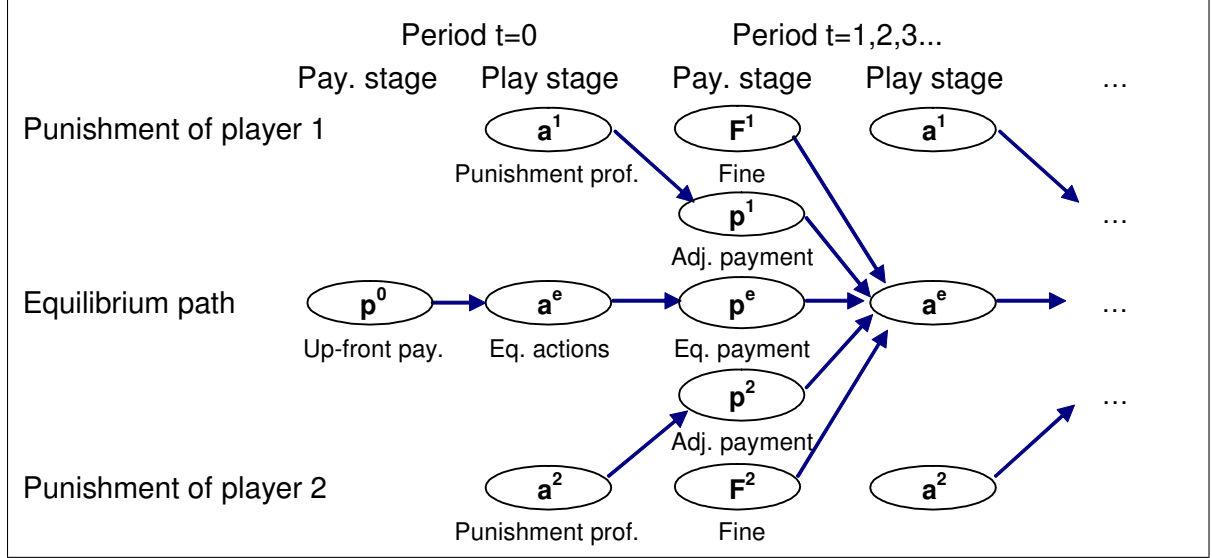 Period t=0 Period t=1,2,3...
Pay. stage Play stage Pay. stage Play stage ...
Punishment of player 1 a¹ F¹ a¹
Punishment prof. Fine
p¹ ...
Adj. payment
Equilibrium path p⁰ aᵉ pᵉ aᵉ ...
Up-front pay. Eq. actions Eq. payment
p² ...
Adj. payment
Punishment of player 2 a² F² a²
Punishment prof. Fine